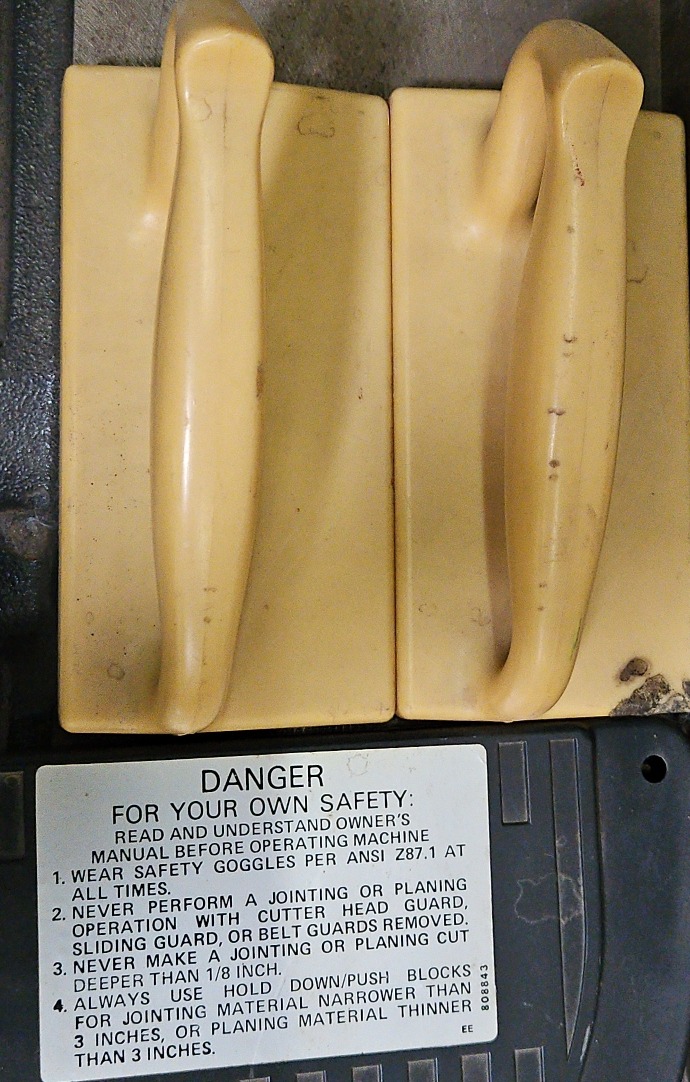 DANGER
FOR YOUR OWN SAFETY:
READ AND UNDERSTAND OWNER'S
MANUAL BEFORE OPERATING MACHINE
1. WEAR SAFETY GOGGLES PER ANSI Z87.1 AT
ALL TIMES.
2. NEVER PERFORM A JOINTING OR PLANING
OPERATION WITH CUTTER HEAD GUARD,
SLIDING GUARD, OR BELT GUARDS REMOVED.
3. NEVER MAKE A JOINTING OR PLANING CUT
DEEPER THAN 1/8 INCH.
4. ALWAYS USE HOLD DOWN/PUSH BLOCKS
FOR JOINTING MATERIAL NARROWER THAN
3 INCHES, OR PLANING MATERIAL THINNER
THAN 3 INCHES.
EE
808843